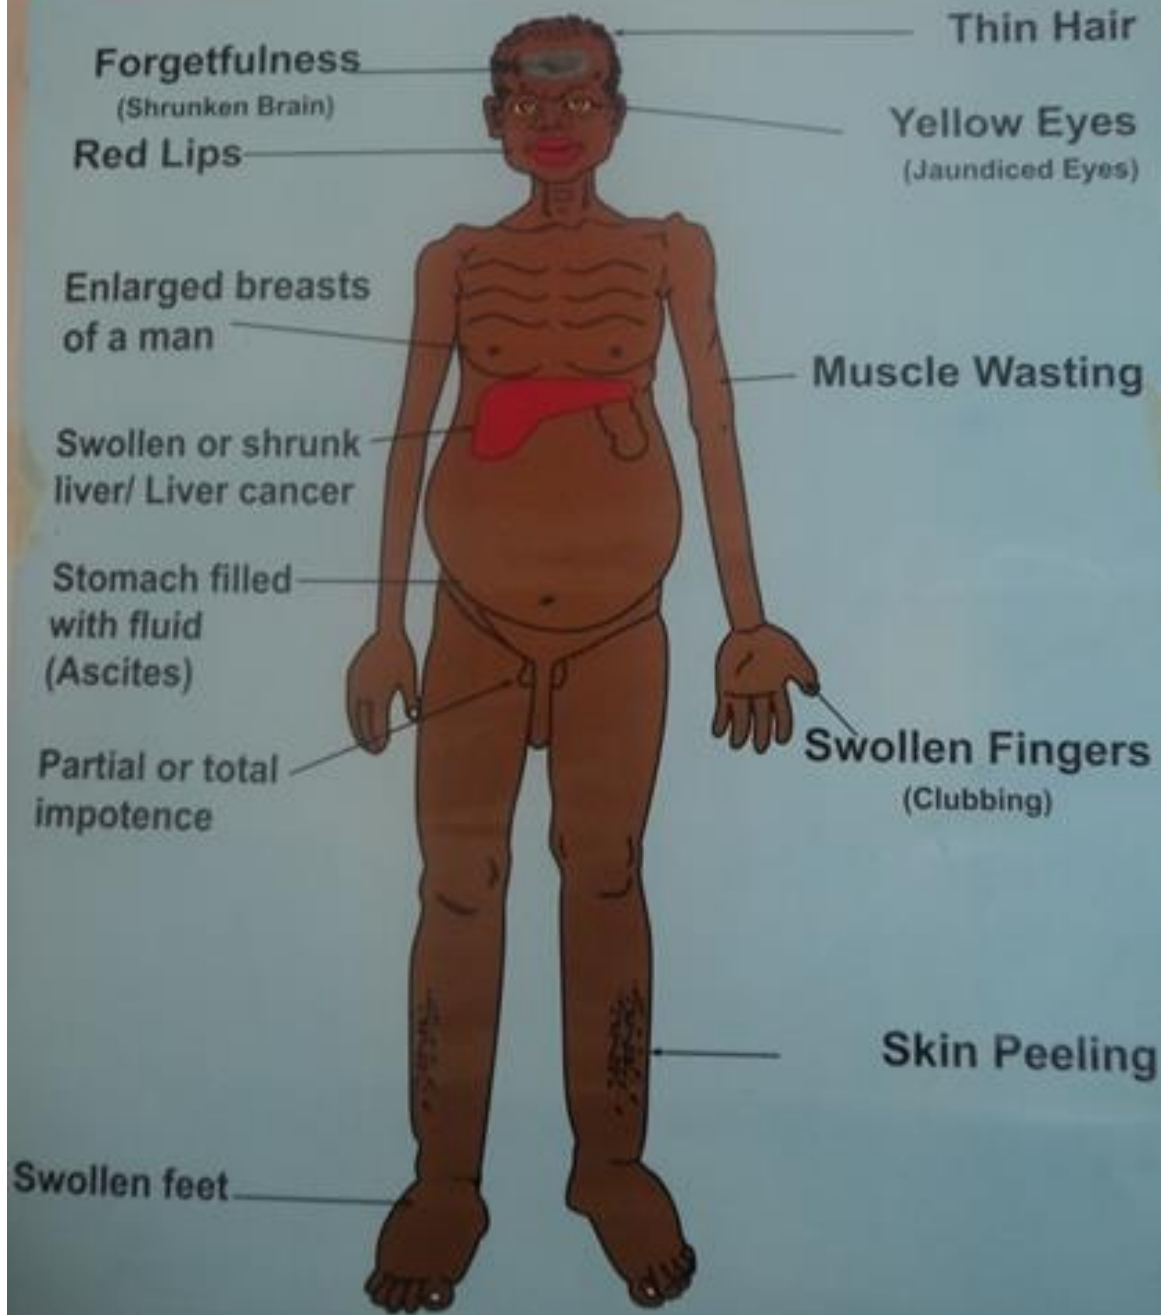 Thin Hair
Forgetfulness
(Shrunken Brain)
Yellow Eyes
(Jaundiced Eyes)
Red Lips
Enlarged breasts
of a man
Muscle Wasting
Swollen or shrunk
liver/ Liver cancer
Stomach filled
with fluid
(Ascites)
Swollen Fingers
(Clubbing)
Partial or total
impotence
Skin Peeling
Swollen feet